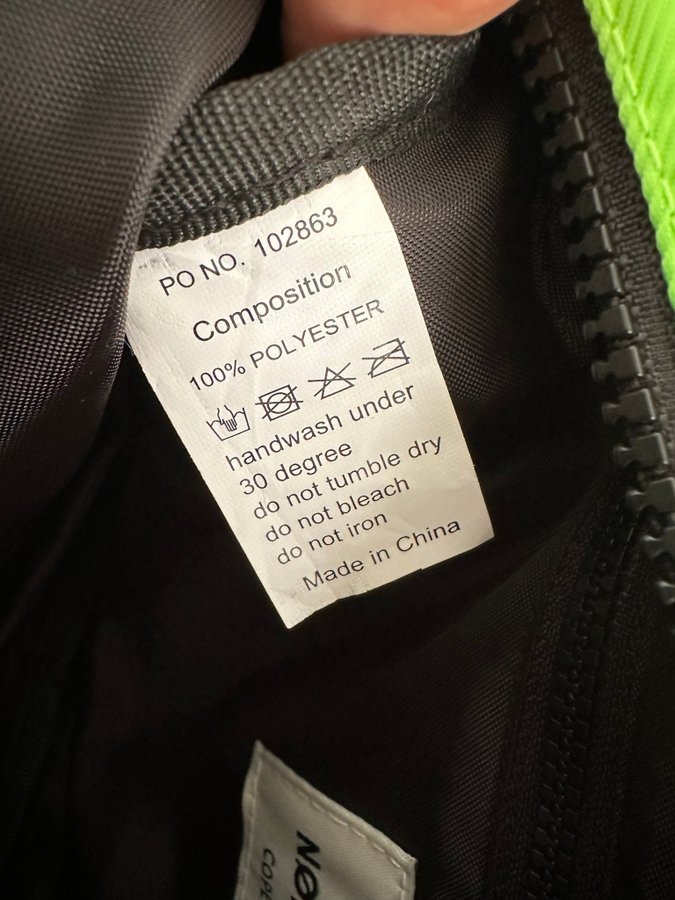 PO NO. 102863
Composition
100% POLYESTER
handwash under
30 degree
do not tumble dry
do not bleach
do not iron
Made in China